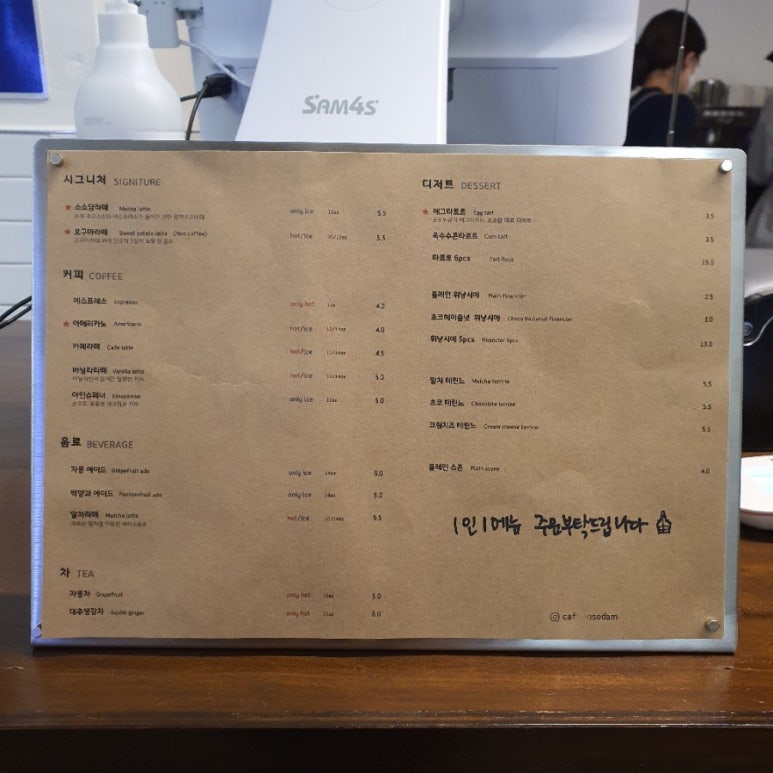 SAM4S
시그니처 SIGNITURE
★ 소소담라떼 Mocha latte only ice 12oz 5.5
★ 호구마라떼 Sweet potato latte (Non coffee) hot/ice 5.5
커피 COFFEE
에스프레소 Espresso only hot 4.0
★ 아메리카노 Americano hot/ice 4.0
카페라떼 Cafe latte hot/ice 4.5
바닐라라떼 Vanilla latte hot/ice 5.0
아인슈페너 Einspanner only ice 5.0
음료 BEVERAGE
자몽 에이드 Grapefruit ade only ice 14oz 5.0
백향과 에이드 Passionfruit ade only ice 14oz 5.0
말차라떼 Matcha latte hot/ice 5.5
차 TEA
자몽차 Grapefruit only hot 5.0
대추생강차 Jujube ginger only hot 6.0
디저트 DESSERT
★ 에그타르트 Egg tart 3.5
옥수수콘타르트 Corn tart 3.5
타르트 6pcs Tart 6pcs 19.0
플레인 휘낭시에 Plain financier 2.5
초코헤이즐넛 휘낭시에 Choco hazelnut financier 3.0
휘낭시에 5pcs financier 5pcs 13.0
말차 테린느 Matcha terrine 5.5
초코 테린느 Chocolate terrine 5.5
크림치즈 테린느 Cream cheese terrine 5.5
플레인 스콘 Plain scone 4.0
1인 1메뉴 주문부탁드립니다